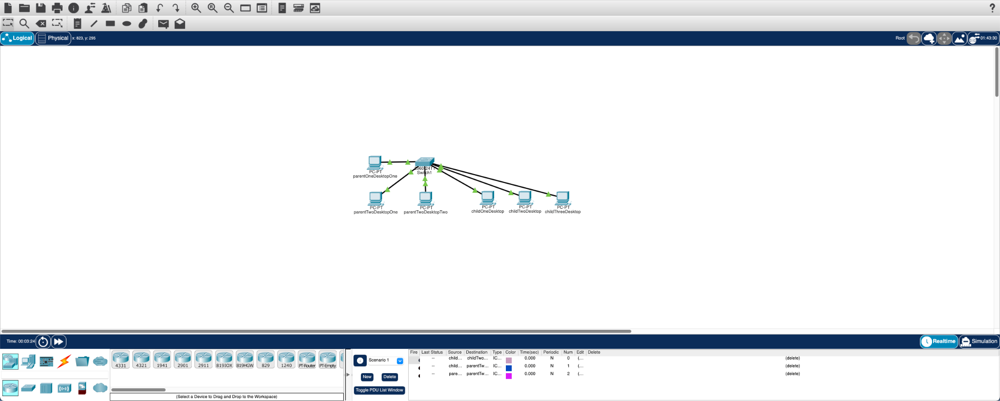 ?
Logical Physical x: 823, y: 295 Root 01:43:30
PC-PT
parentOneDesktopOne
Switch1
PC-PT
parentTwoDesktopOne
PC-PT
parentTwoDesktopTwo
PC-PT
childOneDesktop
PC-PT
childTwoDesktop
PC-PT
childThreeDesktop
Time: 00:03:24 Realtime Simulation
4331 4321 1941 2901 2911 819IOX 819HGW 829 1240 PT-Router PT-Empty
(Select a Device to Drag and Drop to the Workspace)
Scenario 1
New Delete
Toggle PDU List Window
Fire Last Status Source Destination Type Color Time(sec) Periodic Num Edit Delete
-- child... childTwo... IC... 0.000 N 0 (... (delete)
-- child... parentTw... IC... 0.000 N 1 (... (delete)
-- pare... parentTw... IC... 0.000 N 2 (... (delete)